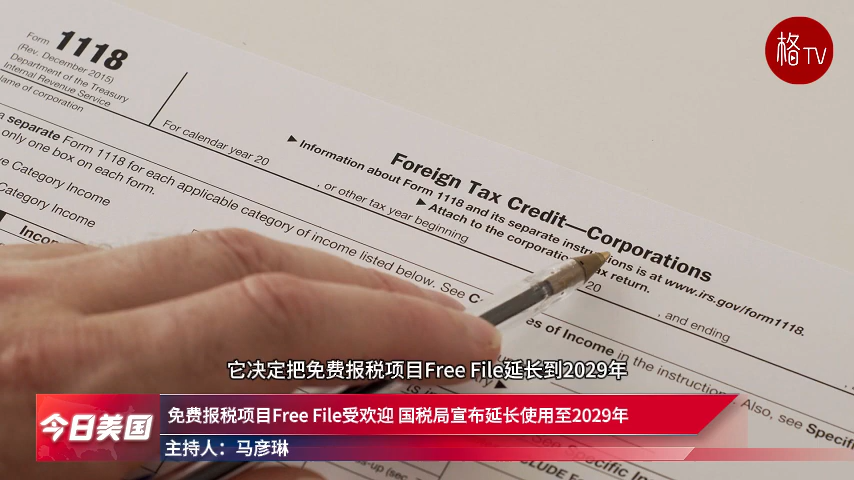 格TV
Form 1118
(Rev. December 2015)
Department of the Treasury
Internal Revenue Service
Name of corporation
For calendar year 20
, or other tax year beginning
, 20
, and ending
Foreign Tax Credit—Corporations
▶ Information about Form 1118 and its separate instructions is at www.irs.gov/form1118.
▶ Attach to the corporation's tax return.
a separate Form 1118 for each applicable category of income listed below. See
only one box on each form.
Category Income
Category Income
es of Income in the instructions. Also, see Specific
它决定把免费报税项目Free File延长到2029年
今日美国
免费报税项目Free File受欢迎 国税局宣布延长使用至2029年
主持人：马彦琳